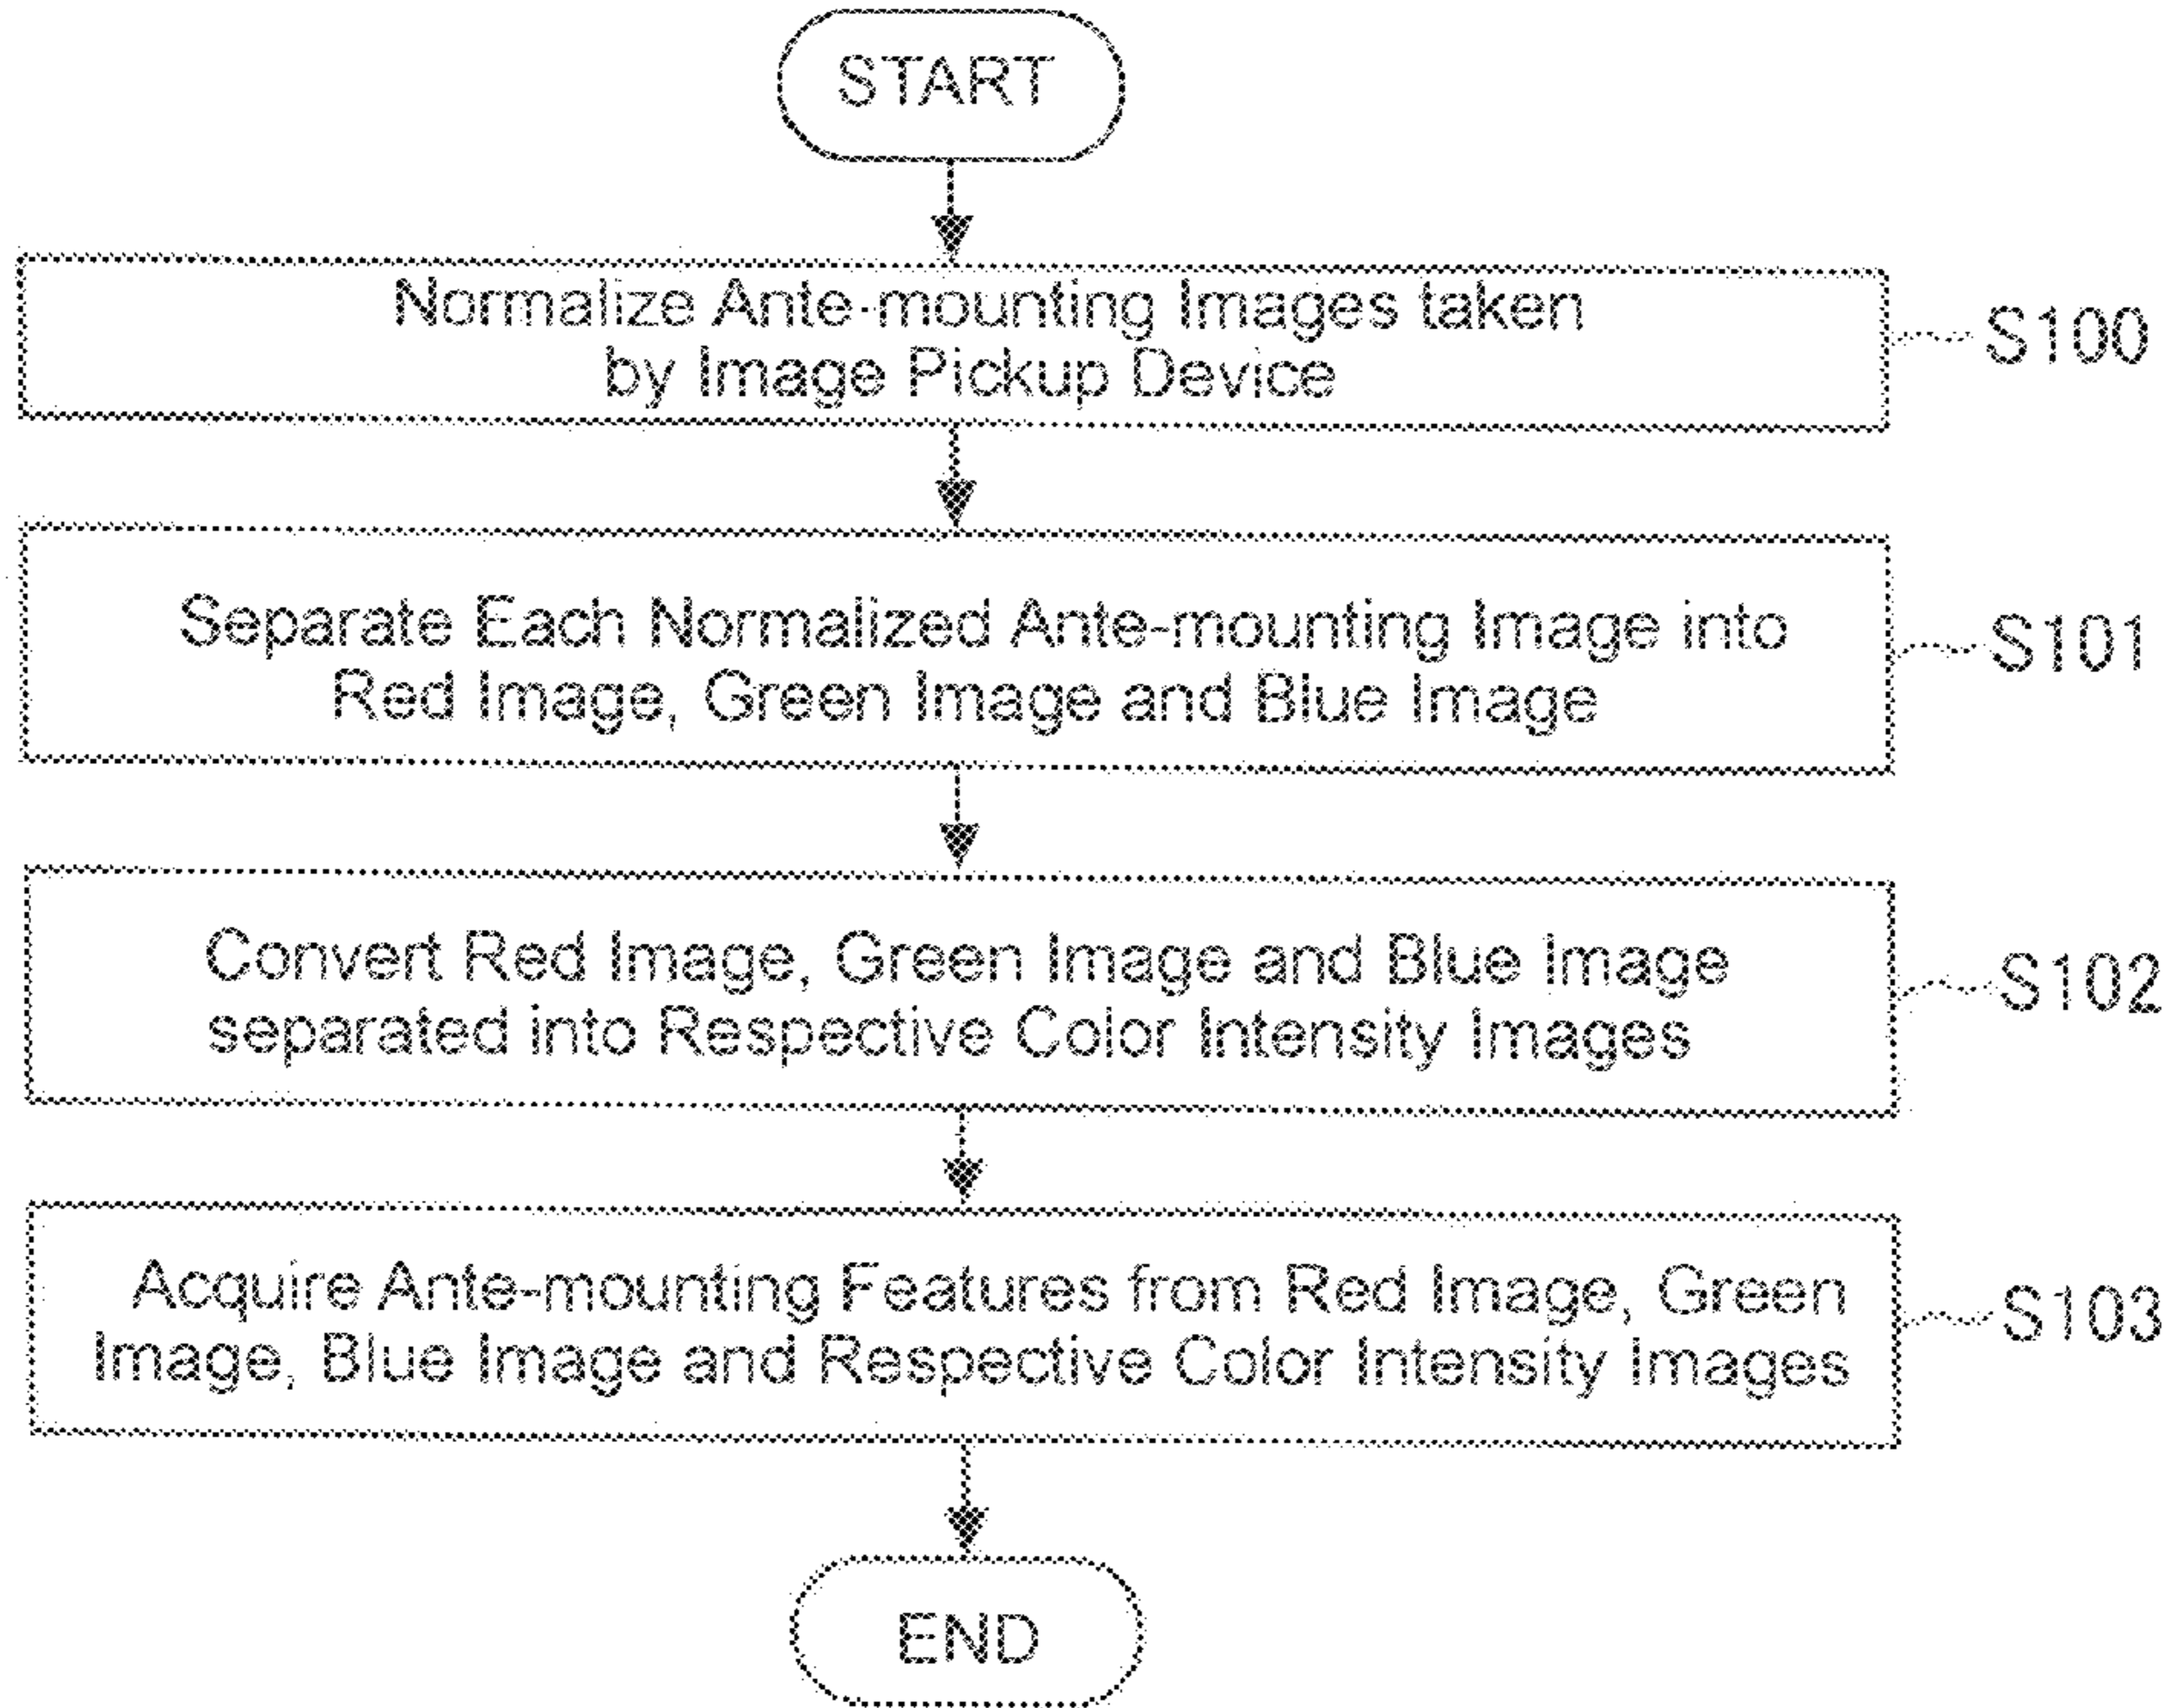 START
Normalize Ante-mounting Images taken
by Image Pickup Device
S100
Separate Each Normalized Ante-mounting Image into
Red Image, Green Image and Blue Image
S101
Convert Red Image, Green Image and Blue Image
separated into Respective Color Intensity Images
S102
Acquire Ante-mounting Features from Red Image, Green
Image, Blue Image and Respective Color Intensity Images
S103
END